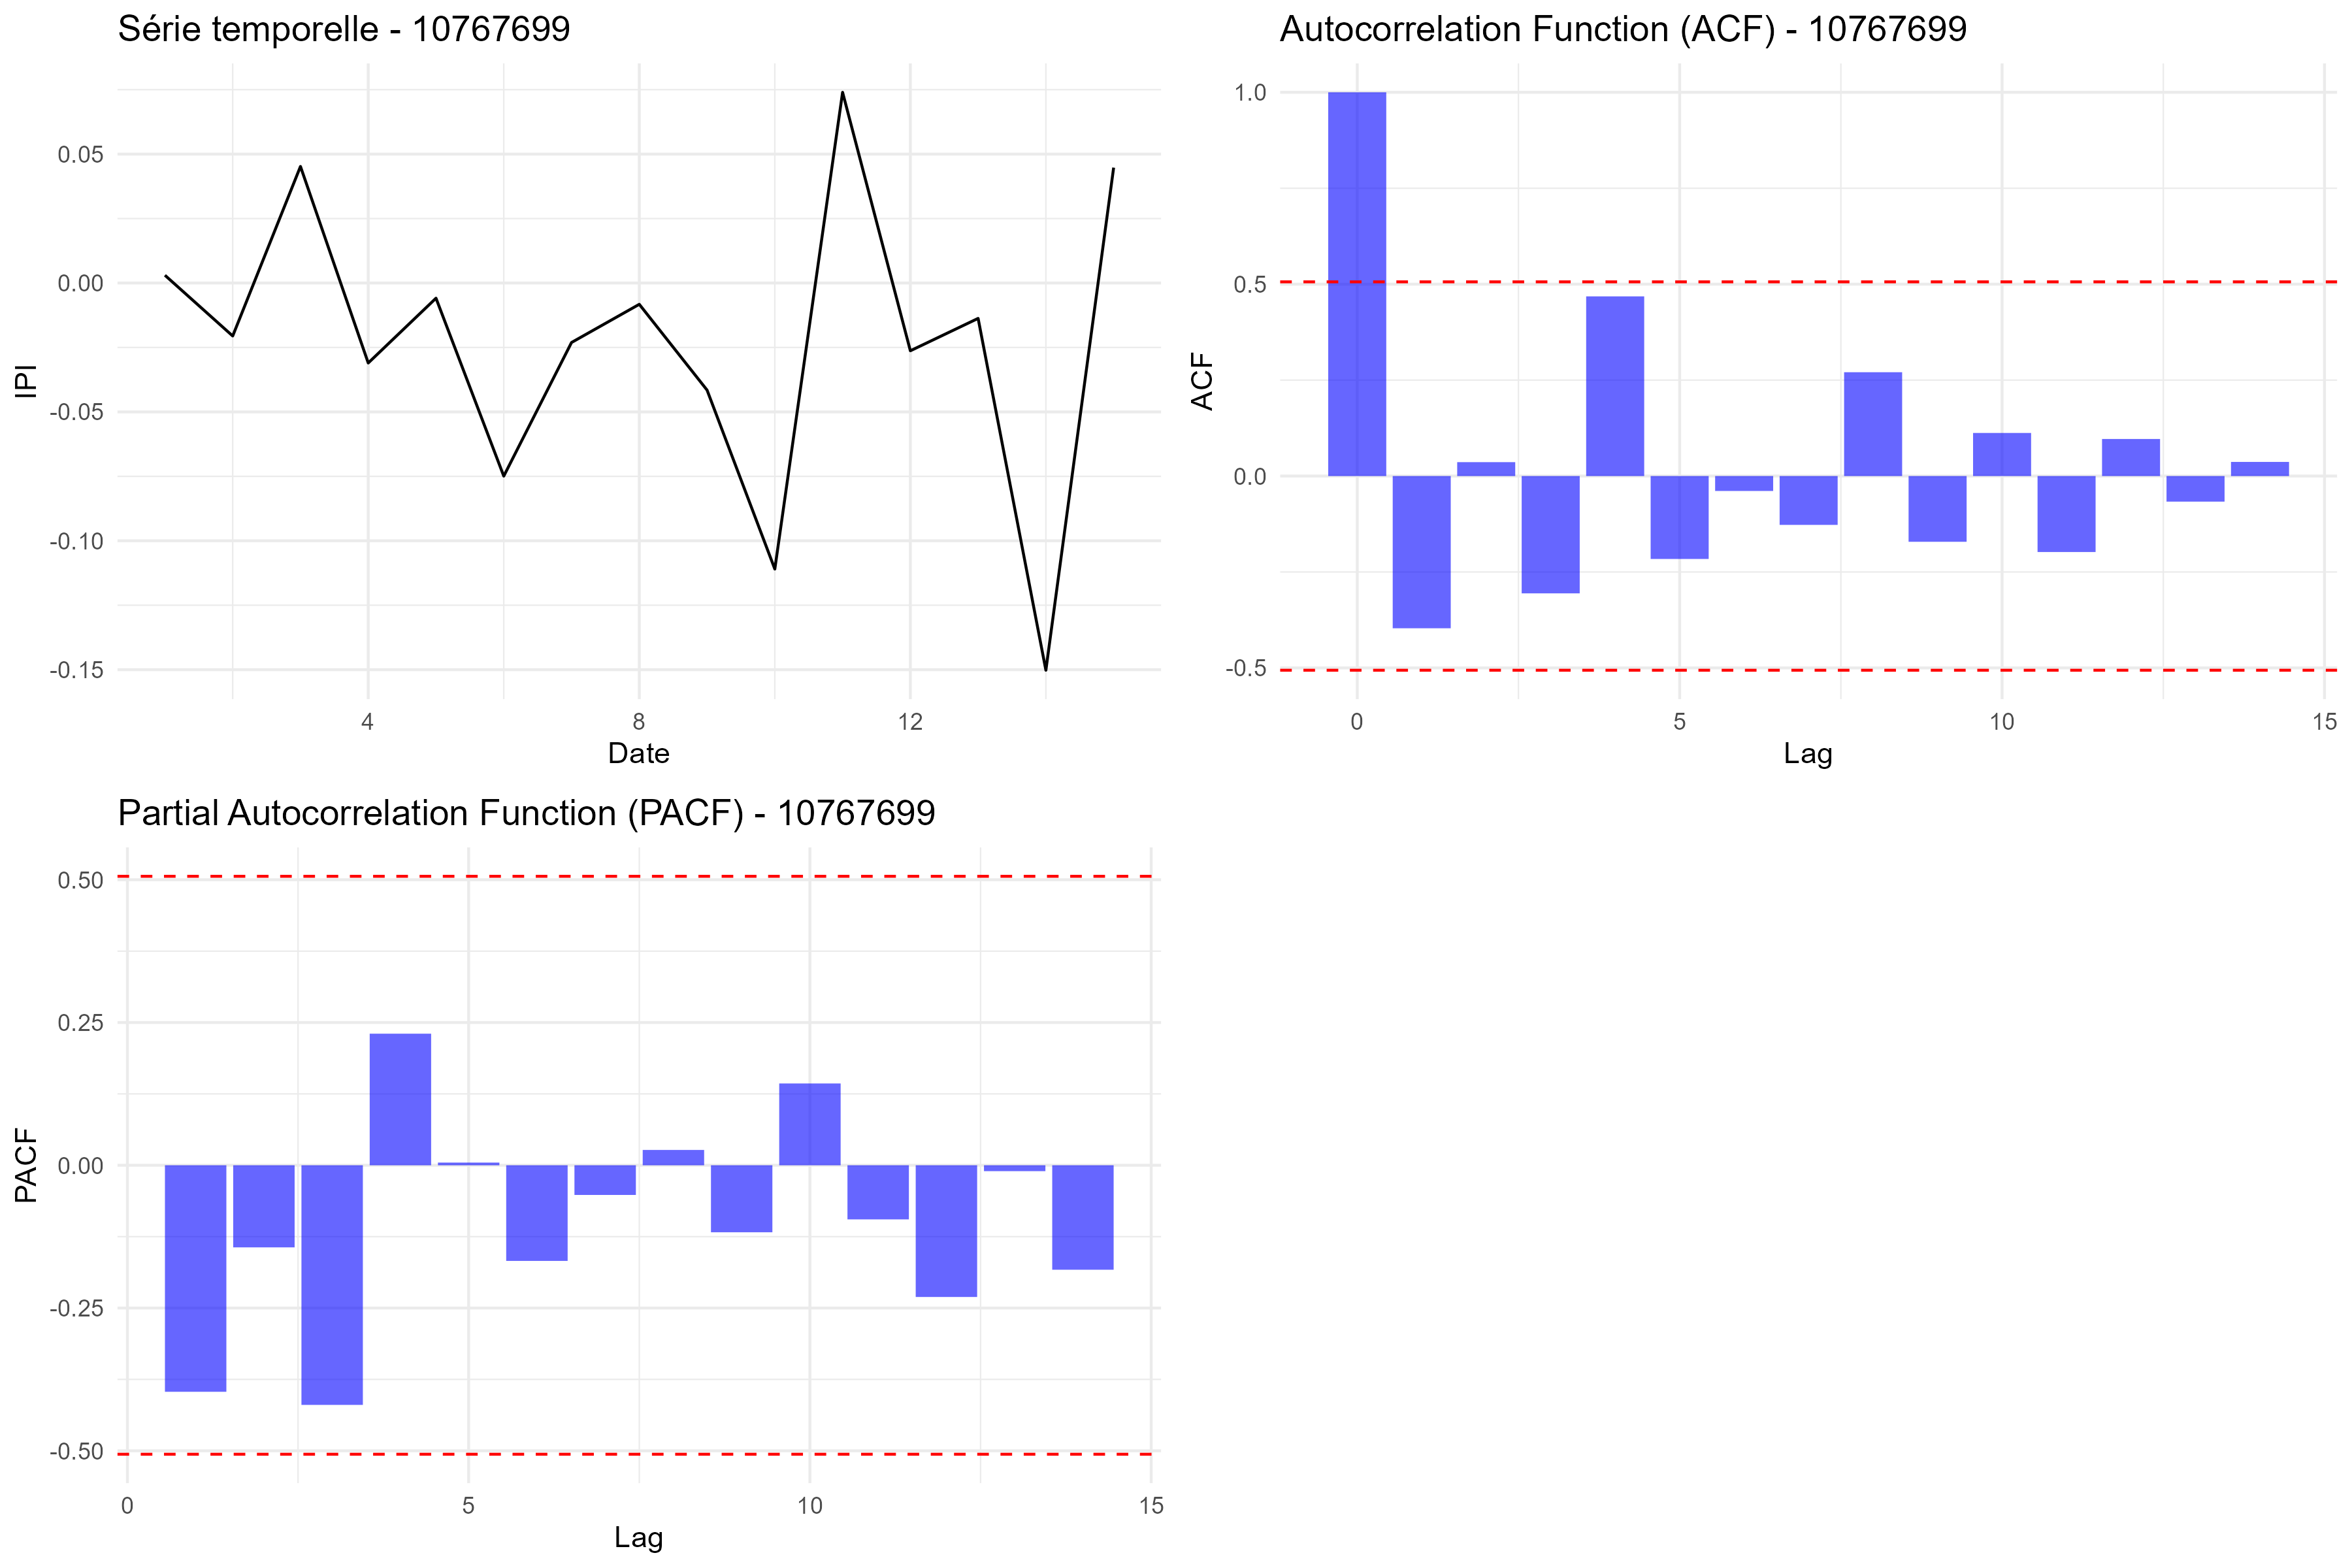 Série temporelle - 10767699
IPI
0.05
0.00
-0.05
-0.10
-0.15
4 8 12
Date
Autocorrelation Function (ACF) - 10767699
ACF
1.0
0.5
0.0
-0.5
0 5 10 15
Lag
Partial Autocorrelation Function (PACF) - 10767699
PACF
0.50
0.25
0.00
-0.25
-0.50
0 5 10 15
Lag